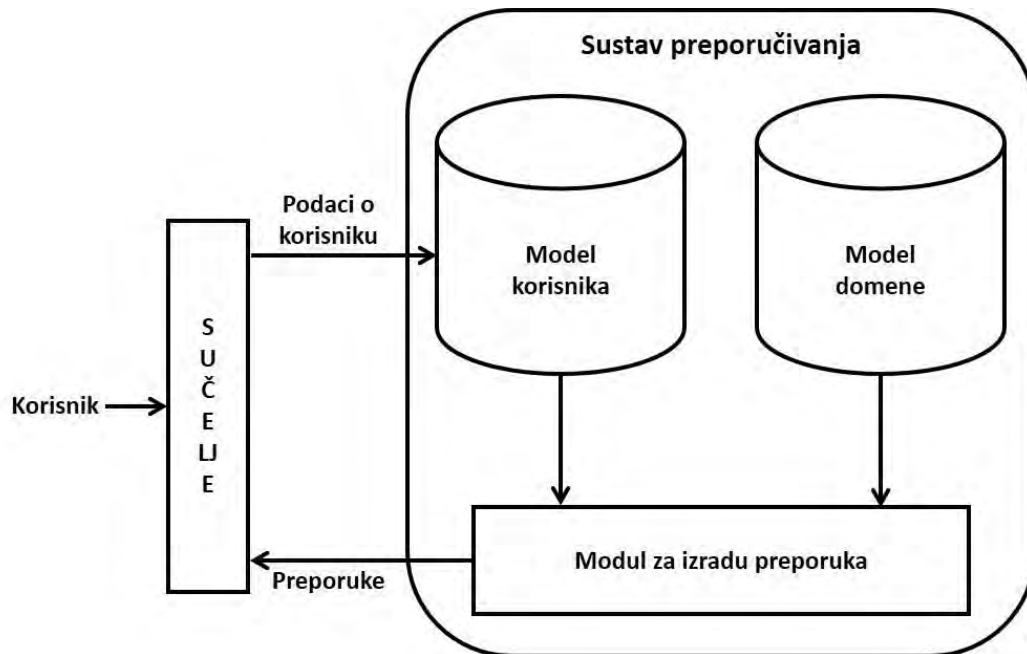 Sustav preporučivanja
Podaci o
korisniku
Model
korisnika
Model
domene
S
U
Č
E
LJ
E
Korisnik
Modul za izradu preporuka
Preporuke